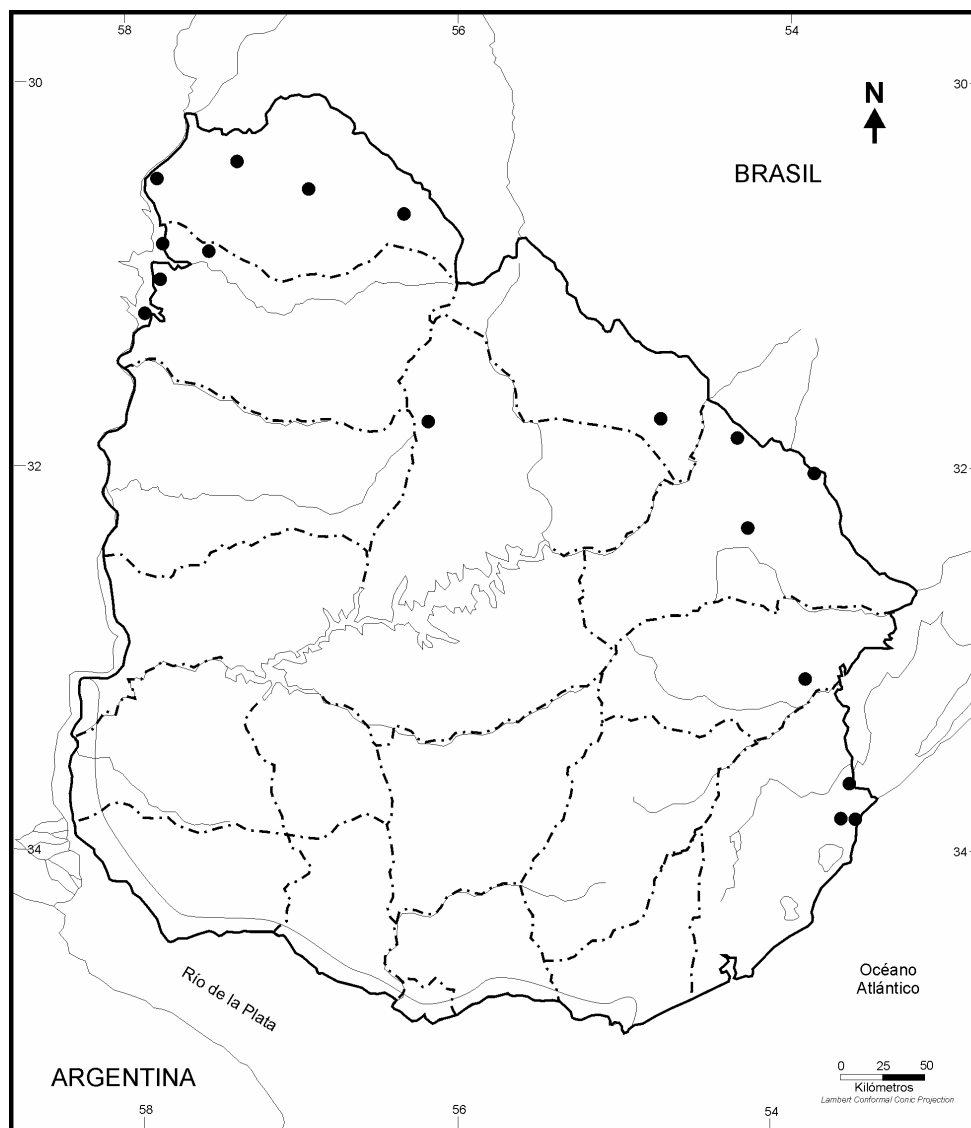 58
56
54
30
30
N
BRASIL
32
32
34
34
Río de la Plata
Océano
Atlántico
ARGENTINA
0 25 50
Kilómetros
Lambert Conformal Conic Projection
58
56
54